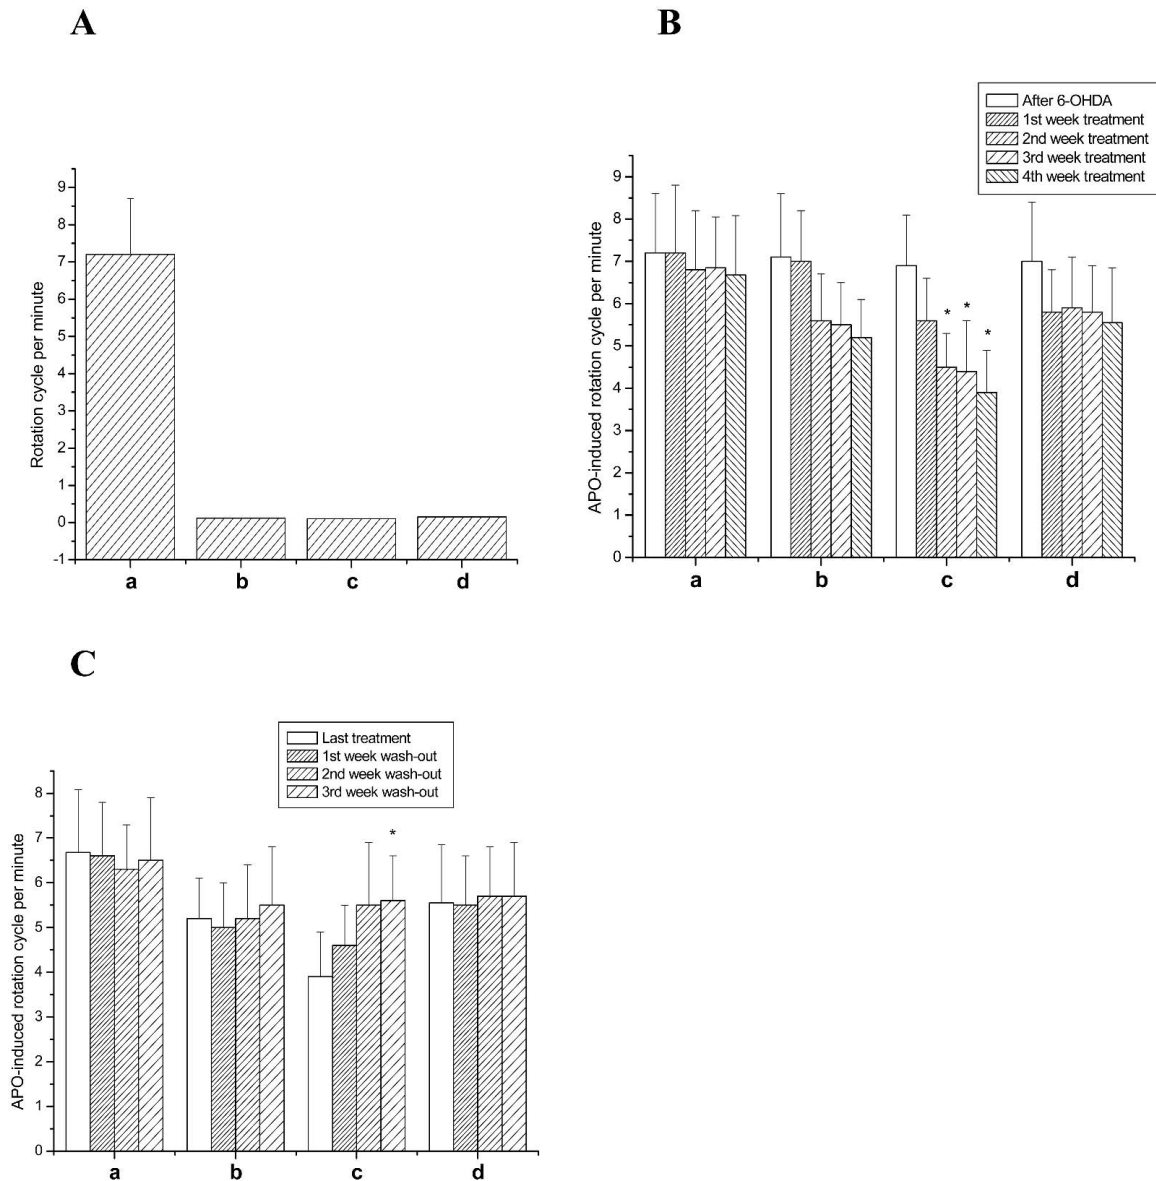 A
Rotation cycle per minute
9
8
7
6
5
4
3
2
1
0
-1
a b c d
B
After 6-OHDA
1st week treatment
2nd week treatment
3rd week treatment
4th week treatment
APO-induced rotation cycle per minute
9
8
7
6
5
4
3
2
1
0
* * *
a b c d
C
Last treatment
1st week wash-out
2nd week wash-out
3rd week wash-out
APO-induced rotation cycle per minute
8
7
6
5
4
3
2
1
0
*
a b c d